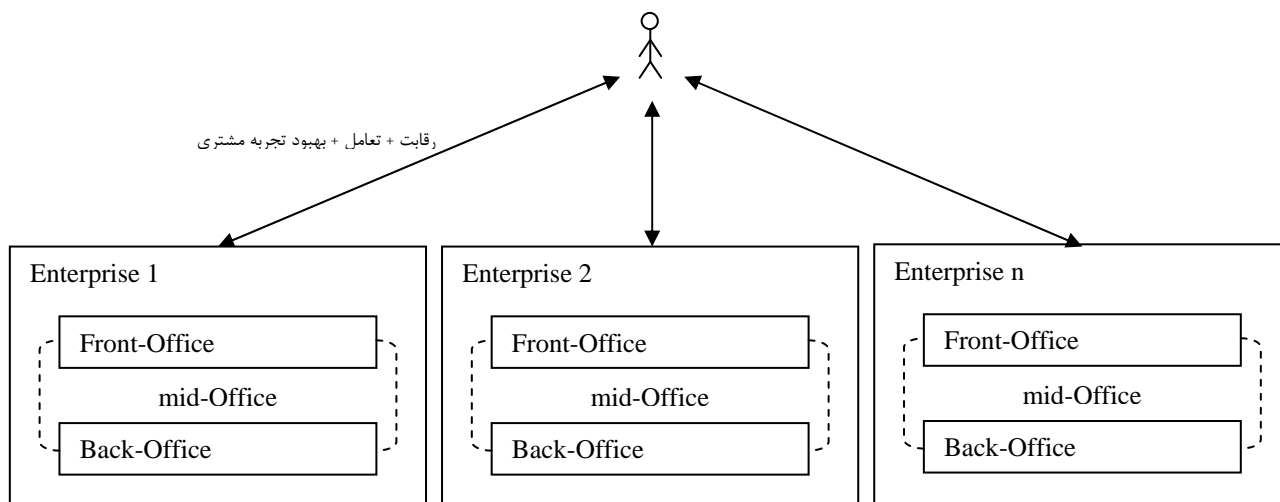 رقابت + تعامل + بهبود تجربه مشتری
Enterprise 1
Front-Office
mid-Office
Back-Office
Enterprise 2
Front-Office
mid-Office
Back-Office
Enterprise n
Front-Office
mid-Office
Back-Office